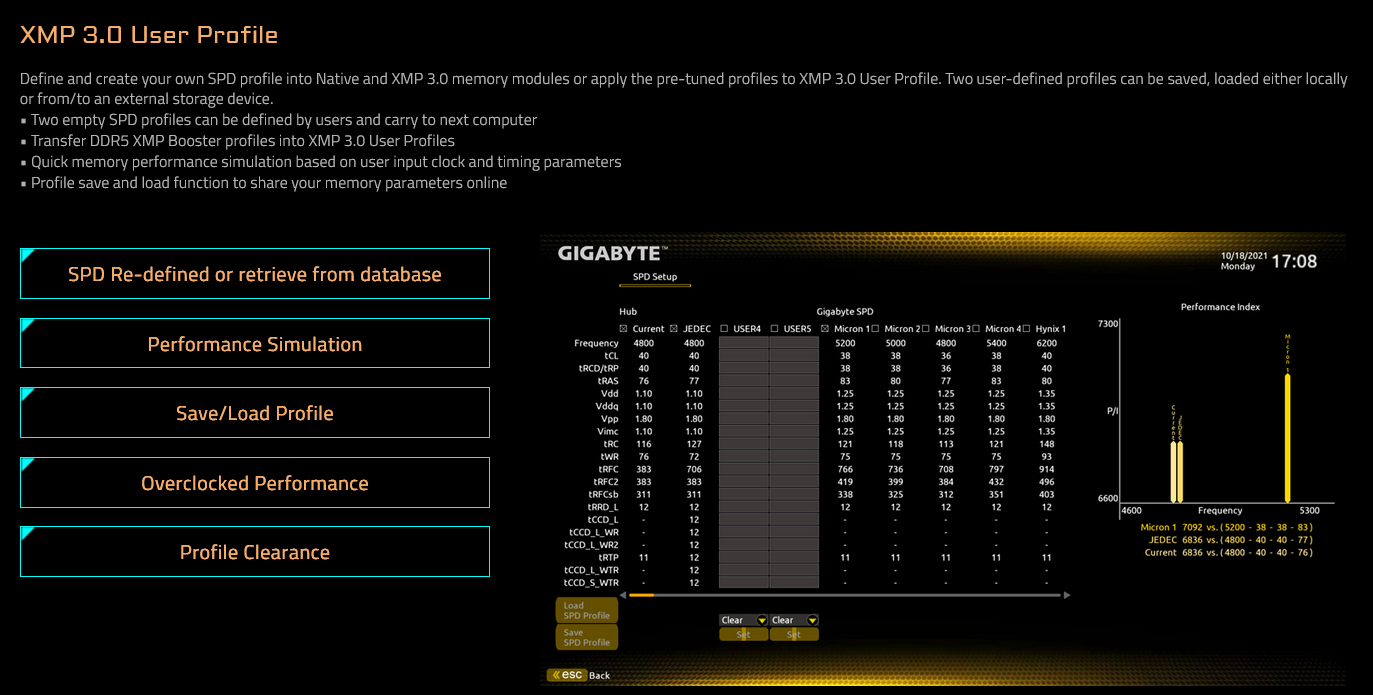 XMP 3.0 User Profile
Define and create your own SPD profile into Native and XMP 3.0 memory modules or apply the pre-tuned profiles to XMP 3.0 User Profile. Two user-defined profiles can be saved, loaded either locally
or from/to an external storage device.
▪ Two empty SPD profiles can be defined by users and carry to next computer
▪ Transfer DDR5 XMP Booster profiles into XMP 3.0 User Profiles
▪ Quick memory performance simulation based on user input clock and timing parameters
▪ Profile save and load function to share your memory parameters online
SPD Re-defined or retrieve from database
Performance Simulation
Save/Load Profile
Overclocked Performance
Profile Clearance
GIGABYTE™
10/18/2021
Monday
17:08
SPD Setup
Hub Gigabyte SPD
Current JEDEC USER4 USER5 Micron 1 Micron 2 Micron 3 Micron 4 Hynix 1
Frequency 4800 4800 5200 5000 4800 5400 6200
tCL 40 40 38 38 36 38 40
tRCD/tRP 40 40 38 38 36 38 40
tRAS 76 77 83 80 77 83 80
Vdd 1.10 1.10 1.25 1.25 1.25 1.25 1.35
Vddq 1.10 1.10 1.25 1.25 1.25 1.25 1.35
Vpp 1.80 1.80 1.80 1.80 1.80 1.80 1.80
Vimc 1.10 1.10 1.25 1.25 1.25 1.25 1.35
tRC 116 127 121 118 113 121 148
tWR 76 72 75 75 75 75 93
tRFC 383 706 766 736 708 797 914
tRFC2 383 383 419 399 384 432 496
tRFCsb 311 311 338 325 312 351 403
tRRD_L 12 12 12 12 12 12 12
tCCD_L - 12 - - - - -
tCCD_L_WR - 12 - - - - -
tCCD_L_WR2 - 12 - - - - -
tRTP 11 12 11 11 11 11 11
tCCD_L_WTR - 12 - - - - -
tCCD_S_WTR - 12 - - - - -
Load
SPD Profile
Save
SPD Profile
Clear Clear
Set Set
esc Back
Performance Index
7300
P/I
6600
Current
JEDEC
Micron 1
4600 Frequency 5300
Micron 1 7092 vs. ( 5200 - 38 - 38 - 83 )
JEDEC 6836 vs. ( 4800 - 40 - 40 - 77 )
Current 6836 vs. ( 4800 - 40 - 40 - 76 )